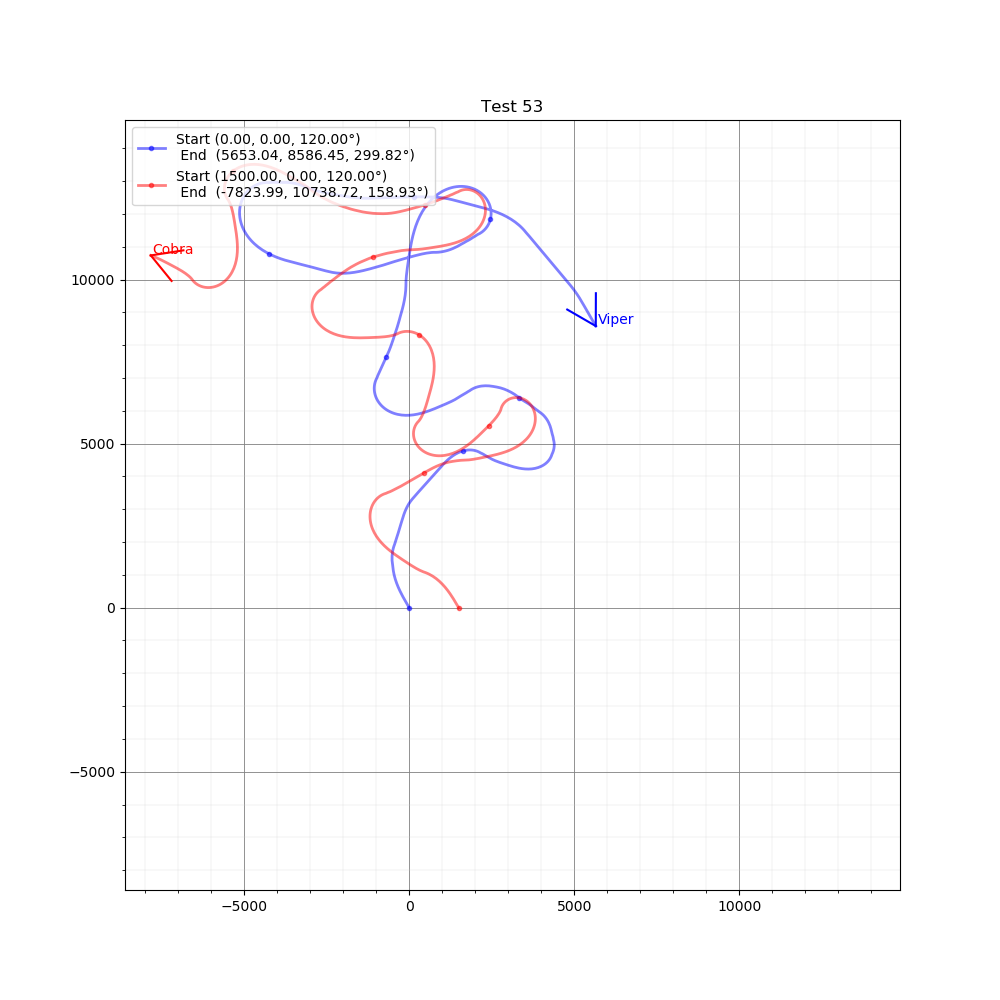 Test 53
Start (0.00, 0.00, 120.00°)
End (5653.04, 8586.45, 299.82°)
Start (1500.00, 0.00, 120.00°)
End (-7823.99, 10738.72, 158.93°)
Cobra
Viper
10000
5000
0
−5000
−5000
0
5000
10000